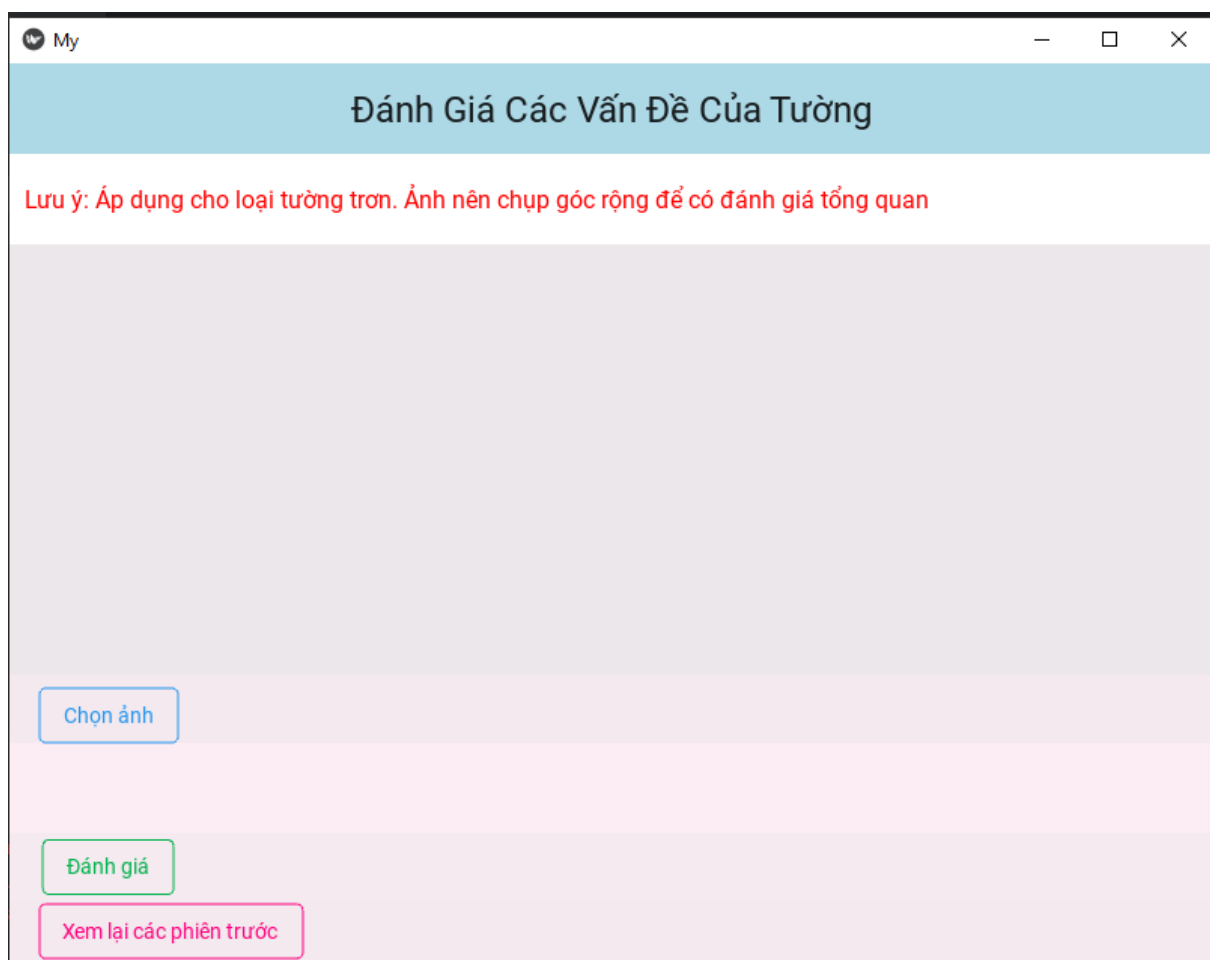 My
Đánh Giá Các Vấn Đề Của Tường
Lưu ý: Áp dụng cho loại tường trơn. Ảnh nên chụp góc rộng để có đánh giá tổng quan
Chọn ảnh
Đánh giá
Xem lại các phiên trước